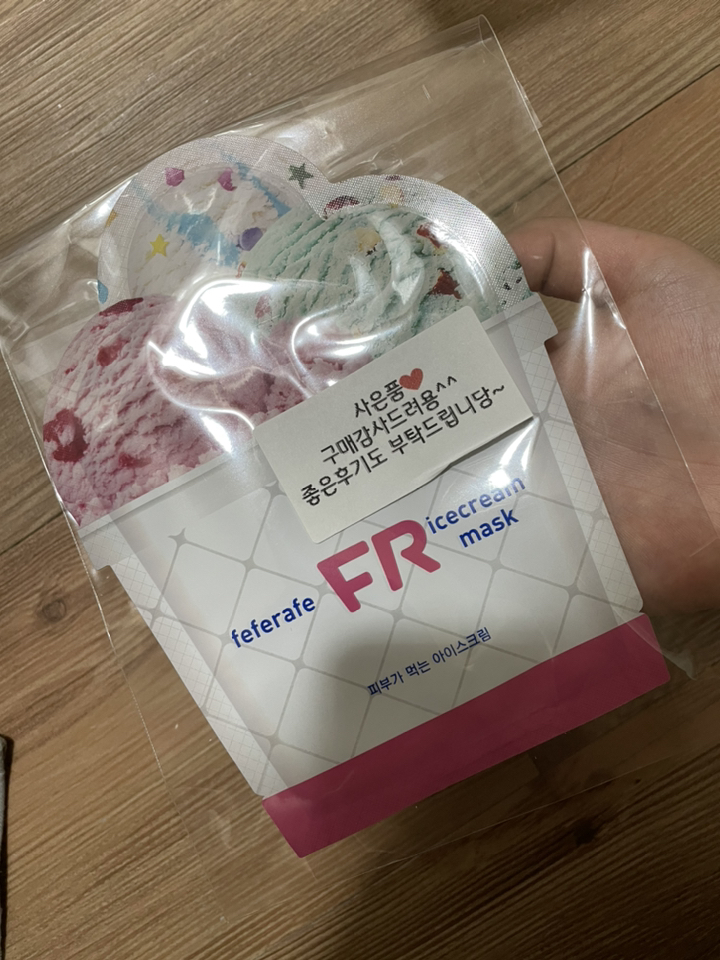 사은품❤️
구매감사드려용^^
좋은후기도 부탁드립니당~
feferafe FR icecream
mask
피부가 먹는 아이스크림